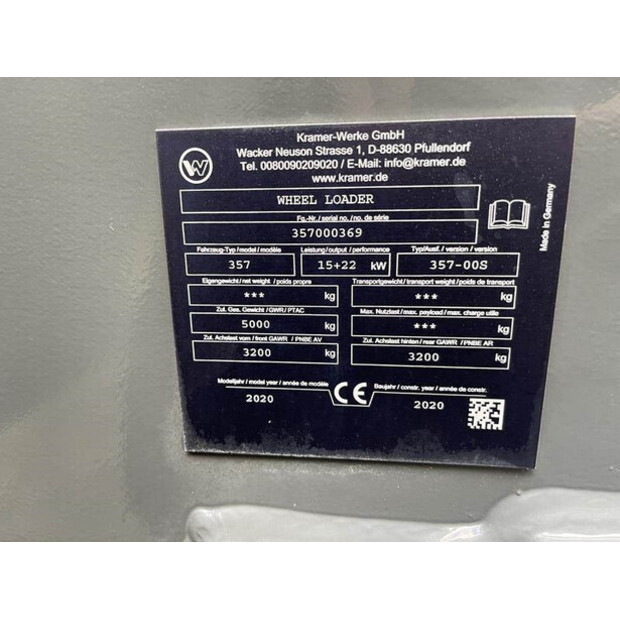 Kramer-Werke GmbH
Wacker Neuson Strasse 1, D-88630 Pfullendorf
Tel. 0080090209020 / E-Mail: info@kramer.de
www.kramer.de
W
WHEEL LOADER
Fg.-Nr. / serial no. / no. de série
357000369
Made in Germany
Fahrzeug-Typ / model / modèle Leistung / output / performance Typ/Ausf. / version / version
357 15+22 kW 357-00S
Eigengewicht / net weight / poids propre Transportgewicht / transport weight / poids de transport
*** kg *** kg
Zul. Ges. Gewicht / GWR / PTAC Max. Nutzlast / max. payload / max. charge utile
5000 kg *** kg
Zul. Achslast vorn / front GAWR / PNBE AV Zul. Achslast hinten / rear GAWR / PNBE AR
3200 kg 3200 kg
Modelljahr / model year / année de modèle CE Baujahr / constr. year / année de constr.
2020 2020